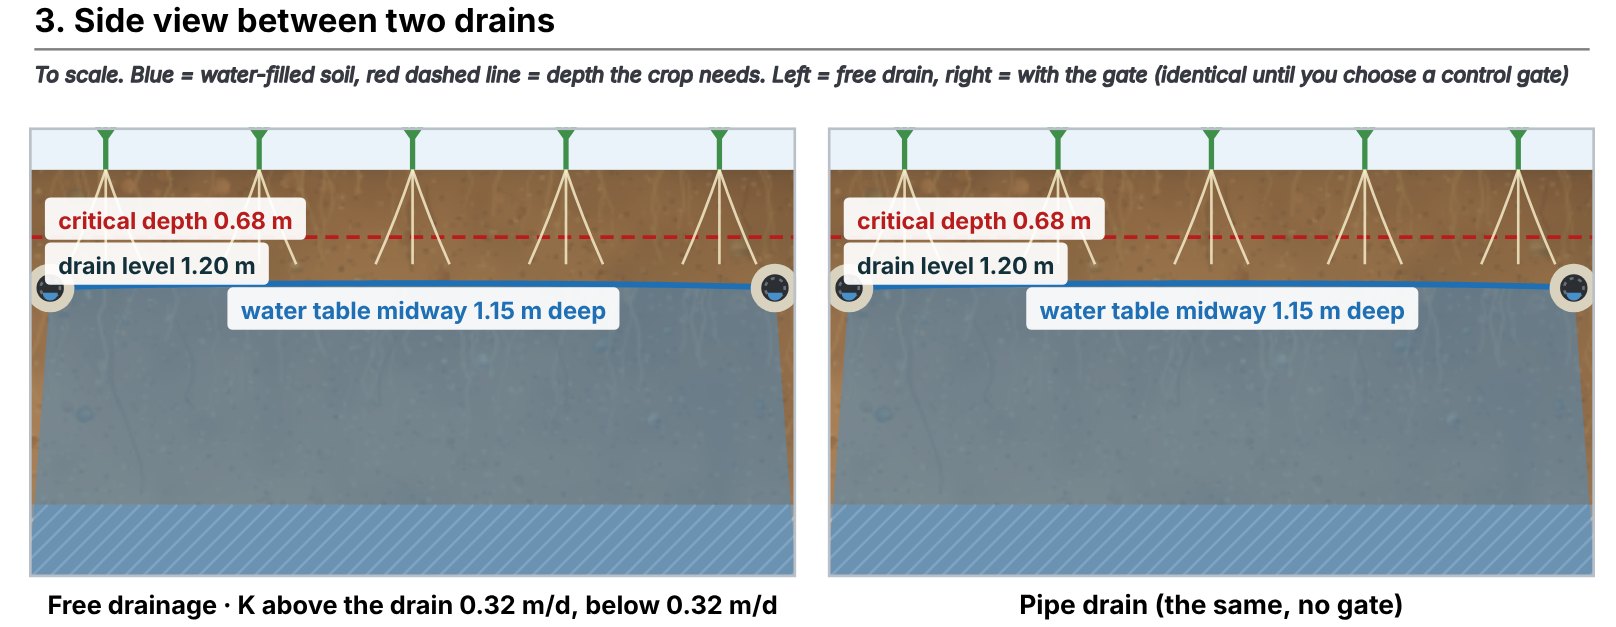 3. Side view between two drains
To scale. Blue = water-filled soil, red dashed line = depth the crop needs. Left = free drain, right = with the gate (identical until you choose a control gate)
critical depth 0.68 m
drain level 1.20 m
water table midway 1.15 m deep
critical depth 0.68 m
drain level 1.20 m
water table midway 1.15 m deep
Free drainage · K above the drain 0.32 m/d, below 0.32 m/d
Pipe drain (the same, no gate)